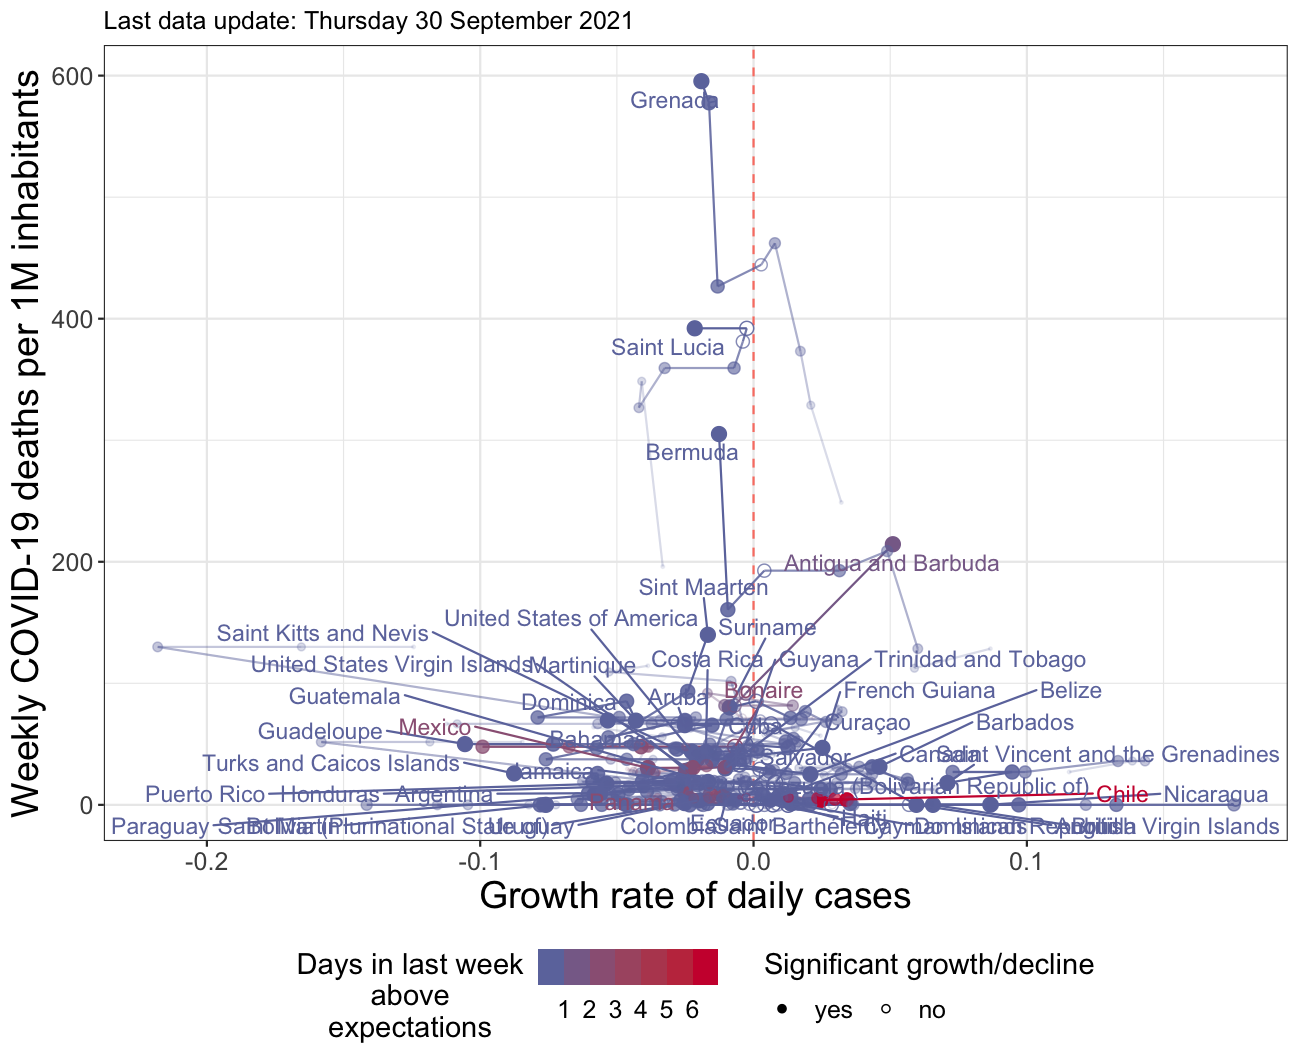 Last data update: Thursday 30 September 2021
Weekly COVID-19 deaths per 1M inhabitants
600
400
200
0
Grenada
Saint Lucia
Bermuda
Antigua and Barbuda
Sint Maarten
United States of America
Suriname
Saint Kitts and Nevis
United States Virgin Islands
Martinique
Costa Rica
Guyana
Trinidad and Tobago
Guatemala
Dominica
Aruba
Bonaire
French Guiana
Belize
Guadeloupe
Mexico
Cuba
Curaçao
Barbados
Turks and Caicos Islands
Jamaica
Salvador
Canada
Saint Vincent and the Grenadines
Puerto Rico
Honduras
Argentina
Panama
(Bolivarian Republic of)
Chile
Nicaragua
Paraguay
Bolivia (Plurinational State of)
Uruguay
Colombia
Ecuador
Saint Barthelemy
Haiti
Cayman Islands
Dominican Republic
Anguilla
British Virgin Islands
-0.2
-0.1
0.0
0.1
Growth rate of daily cases
Days in last week
above
expectations
1 2 3 4 5 6
Significant growth/decline
yes
no